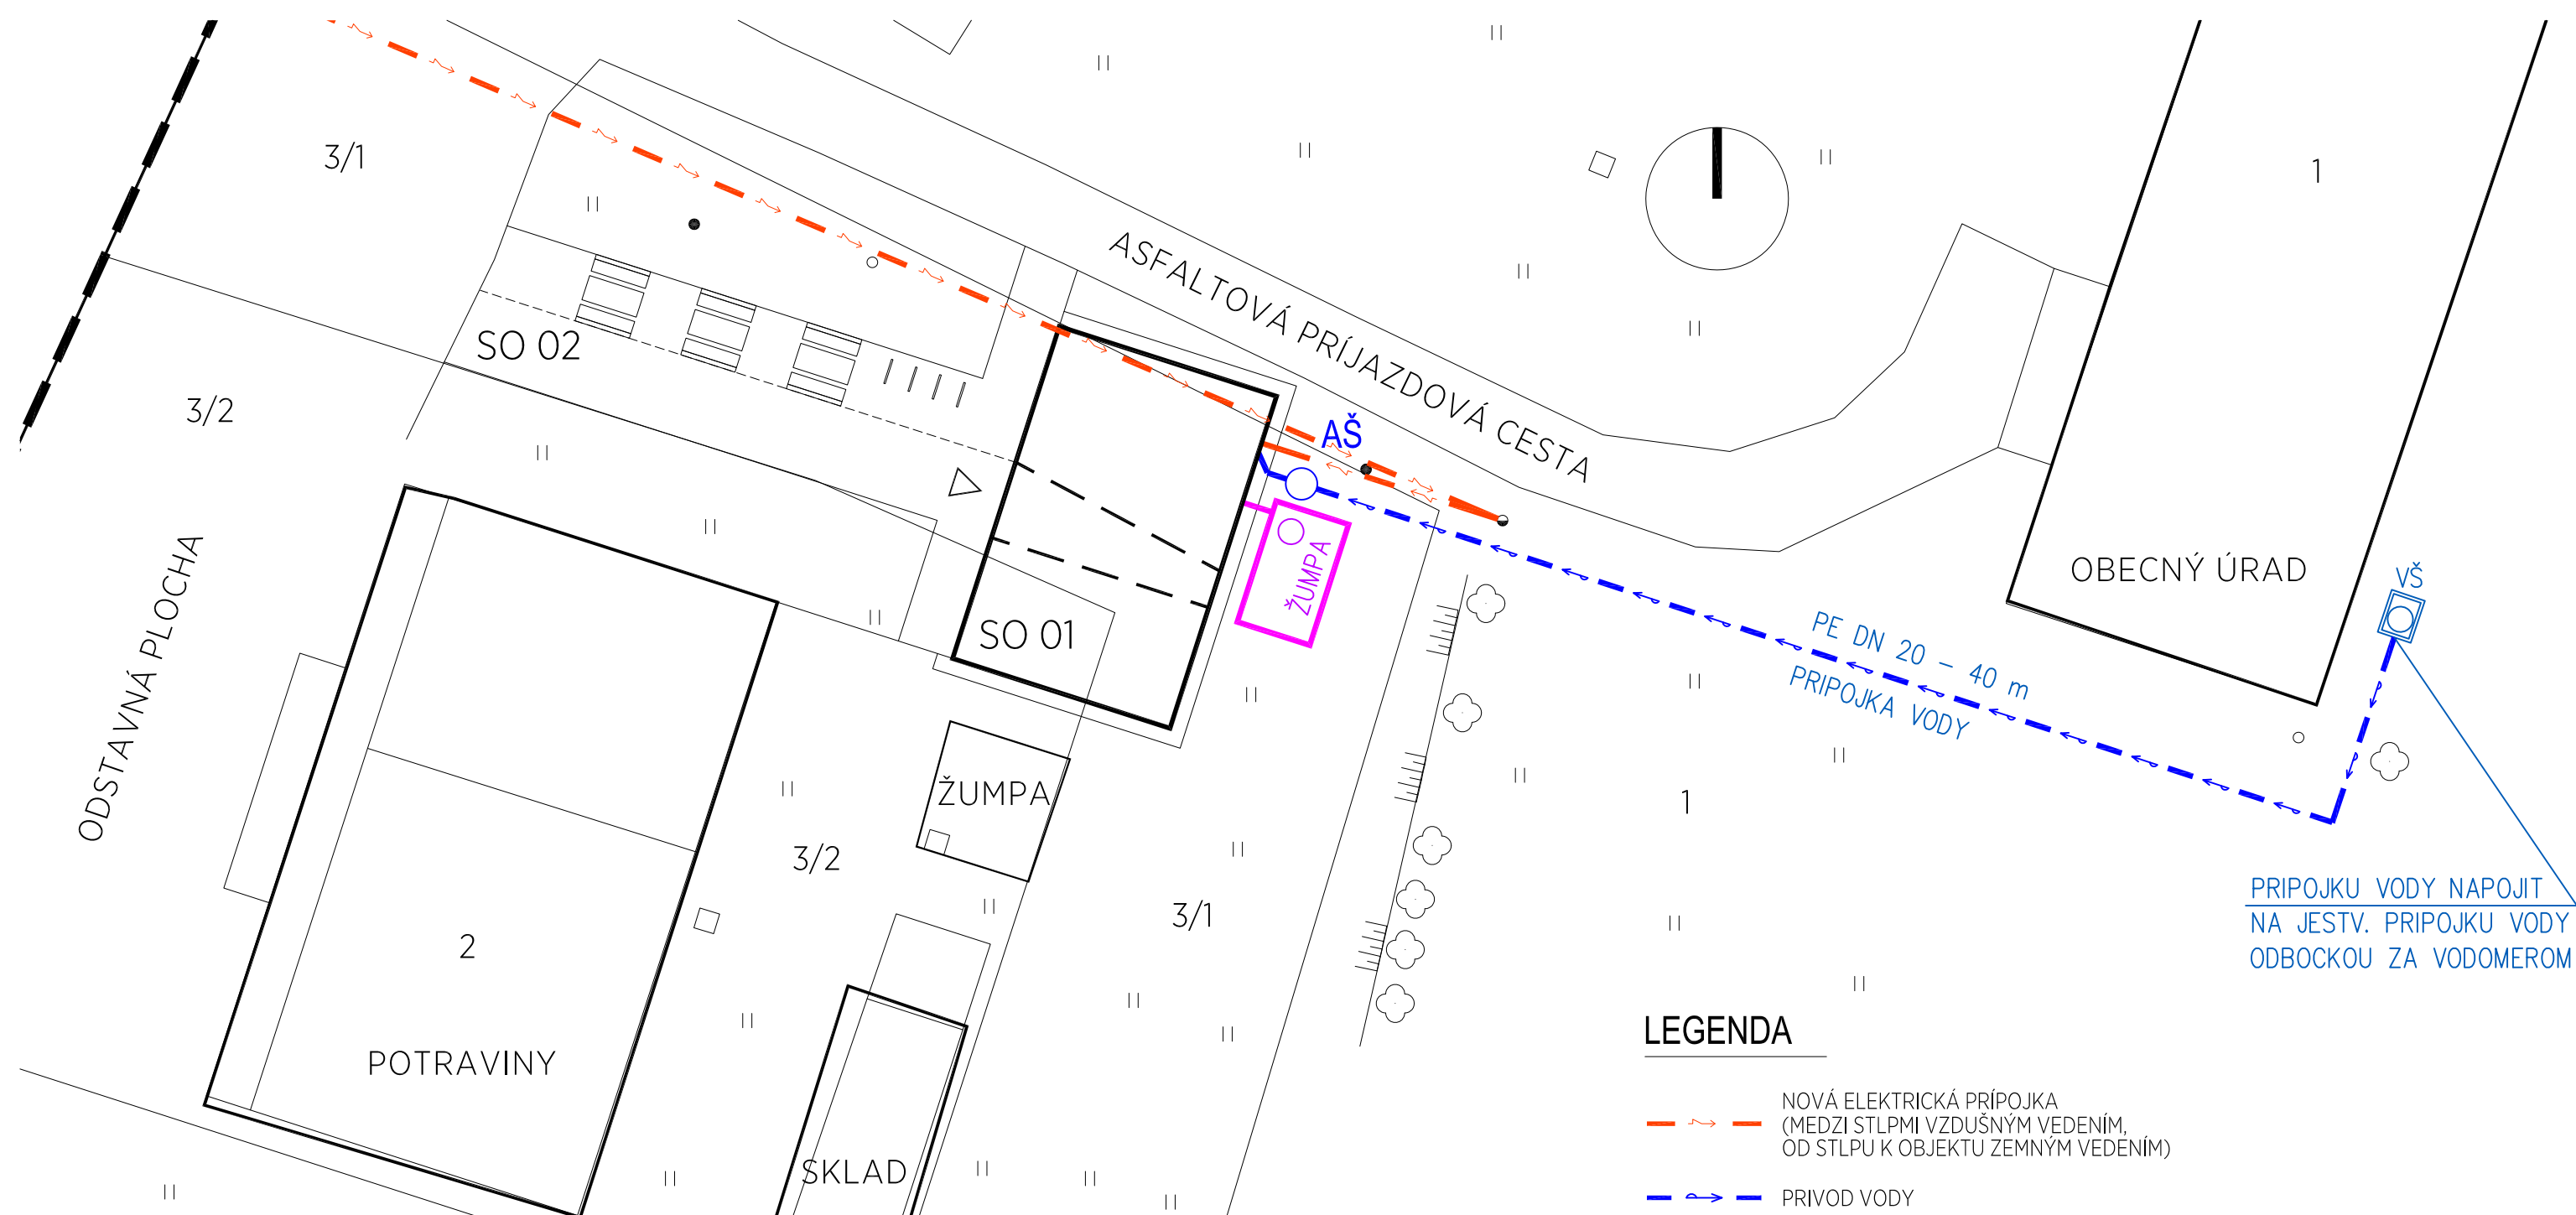 3/1
1
ASFALTOVÁ PRÍJAZDOVÁ CESTA
SO 02
3/2
AŠ
ODSTAVNÁ PLOCHA
ŽUMPA
OBECNÝ ÚRAD
VŠ
SO 01
PE DN 20 - 40 m
PRIPOJKA VODY
ŽUMPA
1
3/2
3/1
2
PRIPOJKU VODY NAPOJIT
NA JESTV. PRIPOJKU VODY
ODBOCKOU ZA VODOMEROM
POTRAVINY
SKLAD
LEGENDA
NOVÁ ELEKTRICKÁ PRÍPOJKA
(MEDZI STLPMI VZDUŠNÝM VEDENÍM,
OD STLPU K OBJEKTU ZEMNÝM VEDENÍM)
PRIVOD VODY